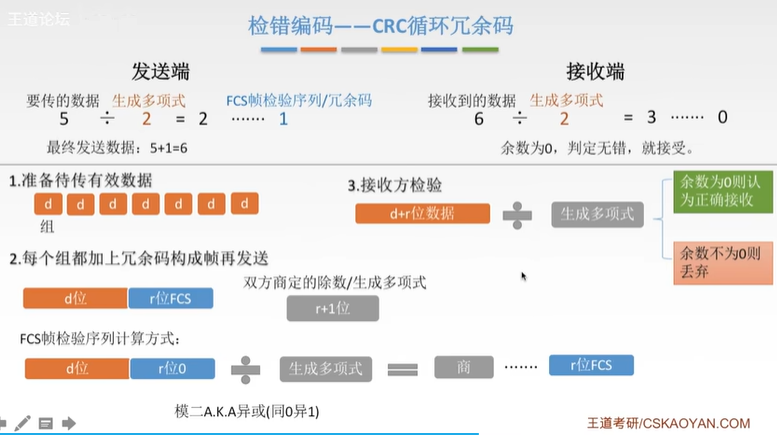 王道论坛
检错编码——CRC循环冗余码
发送端
接收端
要传的数据 生成多项式 FCS帧检验序列/冗余码
5 ÷ 2 = 2 ······· 1
最终发送数据：5+1=6
接收到的数据 生成多项式
6 ÷ 2 = 3 ······· 0
余数为0，判定无错，就接受。
1.准备待传有效数据
d d d d d d d
组
2.每个组都加上冗余码构成帧再发送
d位 r位FCS
双方商定的除数/生成多项式
r+1位
FCS帧检验序列计算方式：
d位 r位0 ÷ 生成多项式 = 商 ······· r位FCS
模二A.K.A异或(同0异1)
3.接收方检验
d+r位数据 ÷ 生成多项式
余数为0则认
为正确接收
余数不为0则
丢弃
王道考研/CSKAOYAN.COM